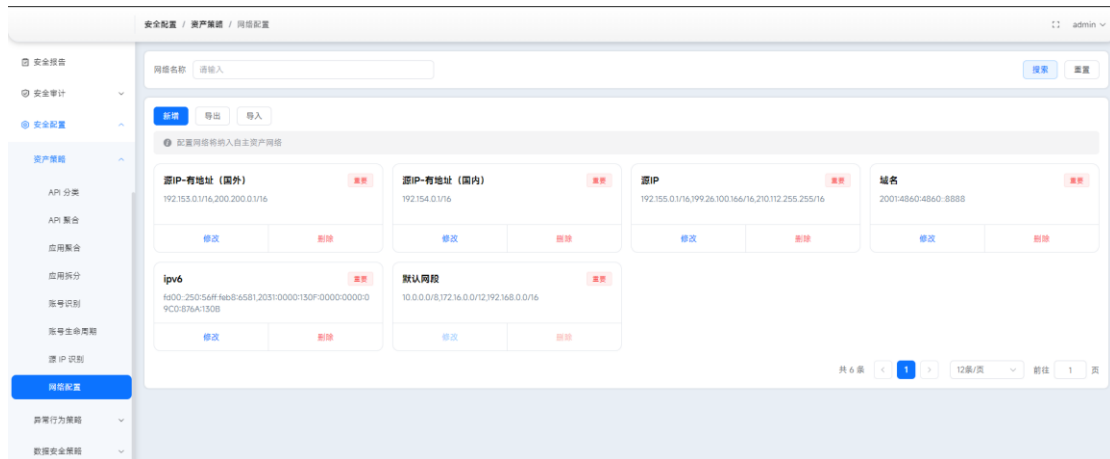 安全配置 / 资产策略 / 网络配置
admin
安全报告
安全审计
安全配置
资产策略
API 分类
API 聚合
应用聚合
应用拆分
账号识别
账号生命周期
源 IP 识别
网络配置
异常行为策略
数据安全策略
网络名称 请输入
搜索 重置
新增 导出 导入
配置网络将纳入自主资产网络
源IP-有地址（国外） 重要
192.153.0.1/16,200.200.0.1/16
修改 删除
源IP-有地址（国内） 重要
192.154.0.1/16
修改 删除
源IP 重要
192.155.0.1/16,199.26.100.166/16,210.112.255.255/16
修改 删除
域名 重要
2001:4860:4860::8888
修改 删除
ipv6 重要
fd00::250:56ff:feb8:6581,2031:0000:130F:0000:0000:0
9C0:876A:130B
修改 删除
默认网段 重要
10.0.0.0/8,172.16.0.0/12,192.168.0.0/16
修改 删除
共 6 条 < 1 > 12条/页 前往 1 页